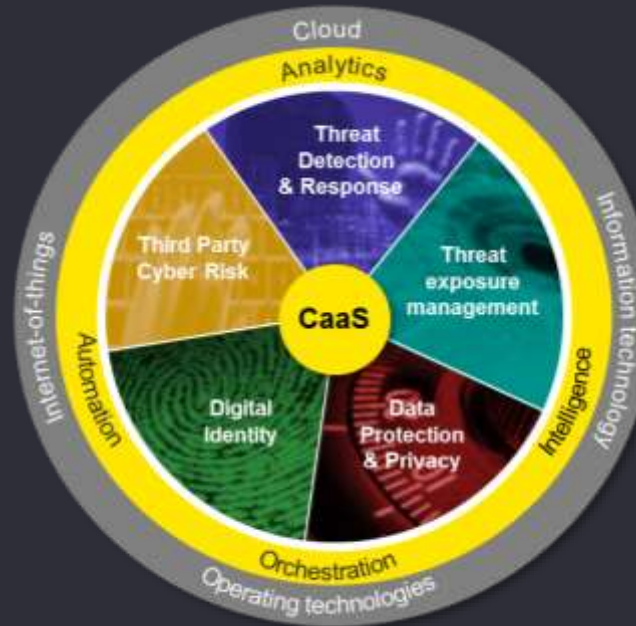 Cloud
Analytics
Threat
Detection
& Response
Third Party
Cyber Risk
Threat
exposure
management
CaaS
Digital
Identity
Data
Protection
& Privacy
Internet-of-things
Automation
Information technology
Intelligence
Orchestration
Operating technologies